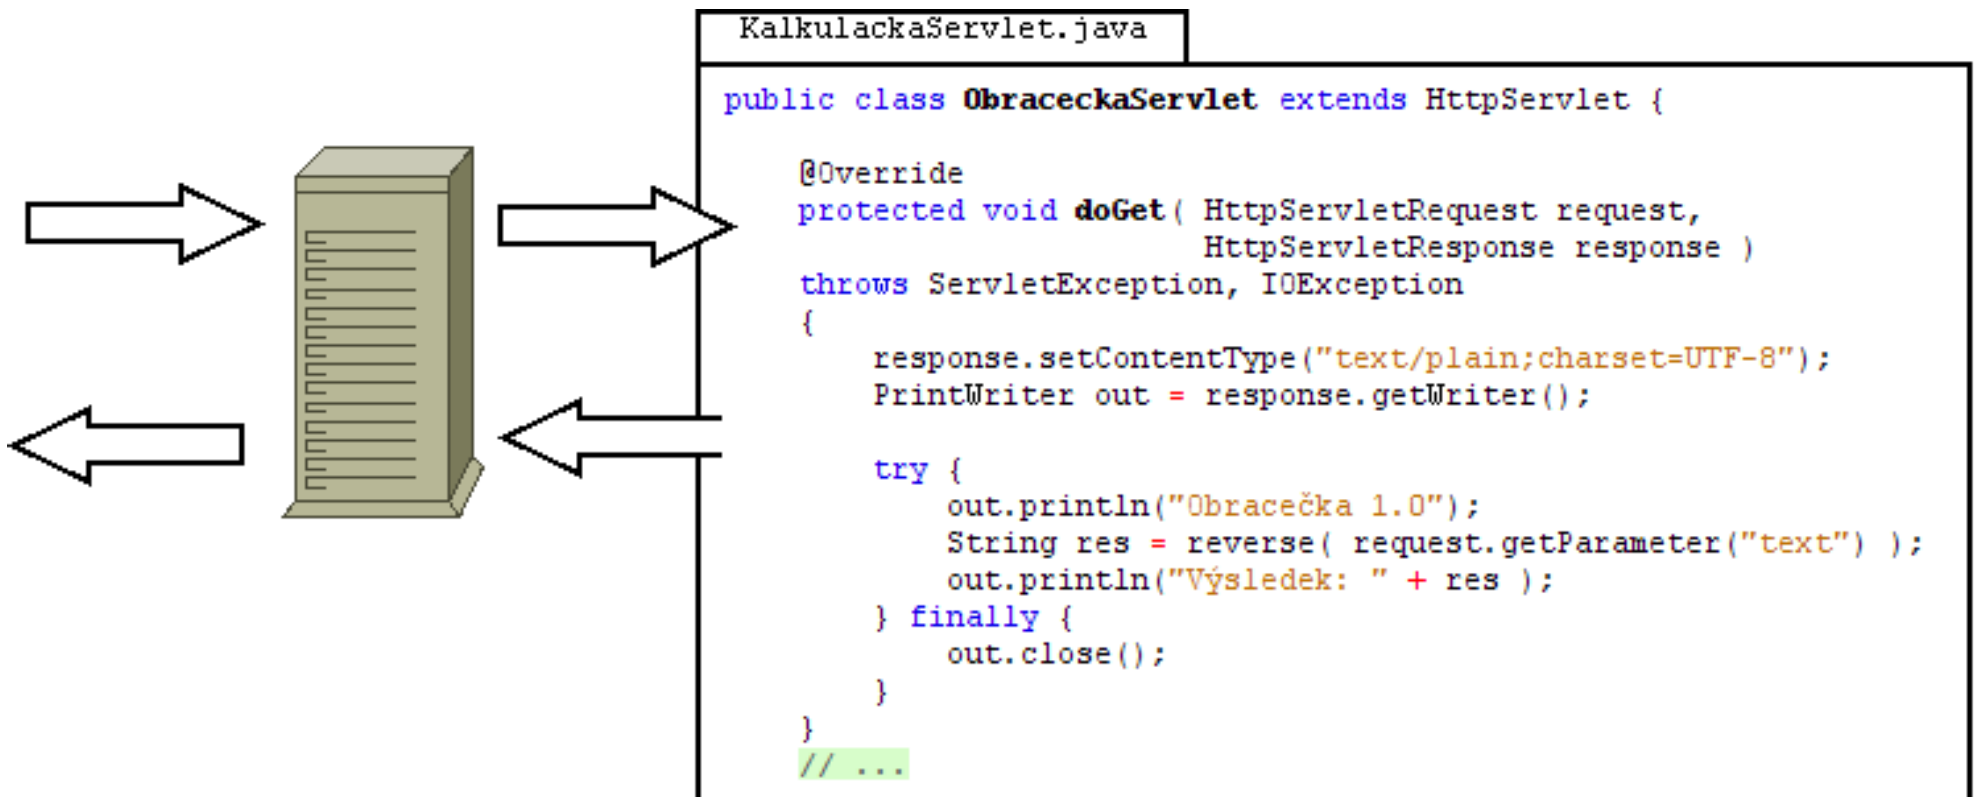 KalkulackaServlet.java
public class ObraceckaServlet extends HttpServlet {
@Override
protected void doGet( HttpServletRequest request,
HttpServletResponse response )
throws ServletException, IOException
{
response.setContentType("text/plain;charset=UTF-8");
PrintWriter out = response.getWriter();
try {
out.println("Obracečka 1.0");
String res = reverse( request.getParameter("text") );
out.println("Výsledek: " + res );
} finally {
out.close();
}
}
// ...